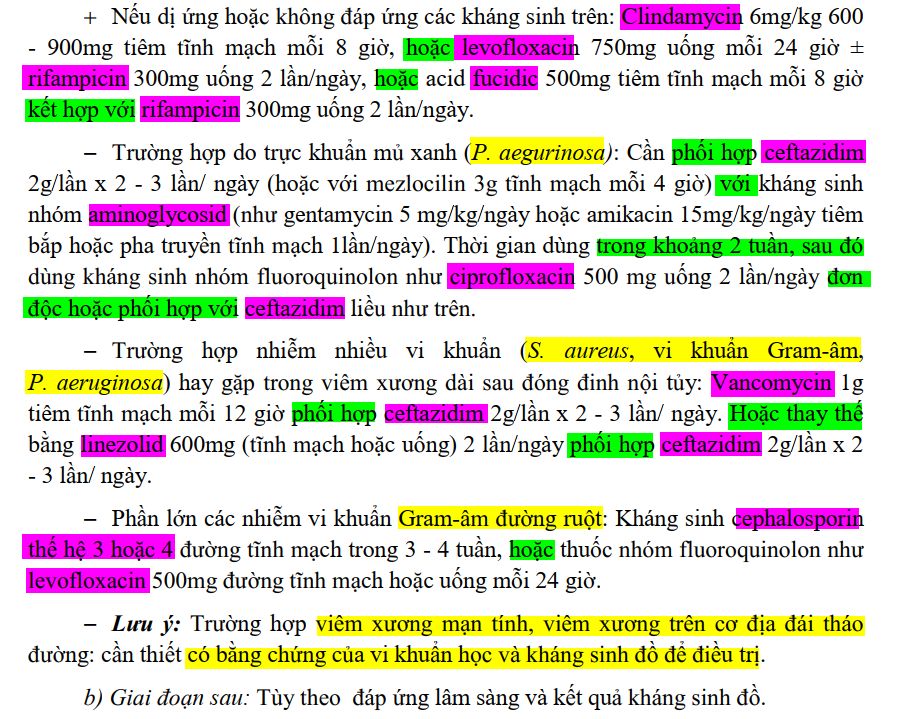 + Nếu dị ứng hoặc không đáp ứng các kháng sinh trên: Clindamycin 6mg/kg 600
- 900mg tiêm tĩnh mạch mỗi 8 giờ, hoặc levofloxacin 750mg uống mỗi 24 giờ ±
rifampicin 300mg uống 2 lần/ngày, hoặc acid fucidic 500mg tiêm tĩnh mạch mỗi 8 giờ
kết hợp với rifampicin 300mg uống 2 lần/ngày.
− Trường hợp do trực khuẩn mủ xanh (P. aegurinosa): Cần phối hợp ceftazidim
2g/lần x 2 - 3 lần/ ngày (hoặc với mezlocilin 3g tĩnh mạch mỗi 4 giờ) với kháng sinh
nhóm aminoglycosid (như gentamycin 5 mg/kg/ngày hoặc amikacin 15mg/kg/ngày tiêm
bắp hoặc pha truyền tĩnh mạch 1lần/ngày). Thời gian dùng trong khoảng 2 tuần, sau đó
dùng kháng sinh nhóm fluoroquinolon như ciprofloxacin 500 mg uống 2 lần/ngày đơn
độc hoặc phối hợp với ceftazidim liều như trên.
− Trường hợp nhiễm nhiều vi khuẩn (S. aureus, vi khuẩn Gram-âm,
P. aeruginosa) hay gặp trong viêm xương dài sau đóng đinh nội tủy: Vancomycin 1g
tiêm tĩnh mạch mỗi 12 giờ phối hợp ceftazidim 2g/lần x 2 - 3 lần/ ngày. Hoặc thay thế
bằng linezolid 600mg (tĩnh mạch hoặc uống) 2 lần/ngày phối hợp ceftazidim 2g/lần x 2
- 3 lần/ ngày.
− Phần lớn các nhiễm vi khuẩn Gram-âm đường ruột: Kháng sinh cephalosporin
thế hệ 3 hoặc 4 đường tĩnh mạch trong 3 - 4 tuần, hoặc thuốc nhóm fluoroquinolon như
levofloxacin 500mg đường tĩnh mạch hoặc uống mỗi 24 giờ.
− Lưu ý: Trường hợp viêm xương mạn tính, viêm xương trên cơ địa đái tháo
đường: cần thiết có bằng chứng của vi khuẩn học và kháng sinh đồ để điều trị.
b) Giai đoạn sau: Tùy theo đáp ứng lâm sàng và kết quả kháng sinh đồ.